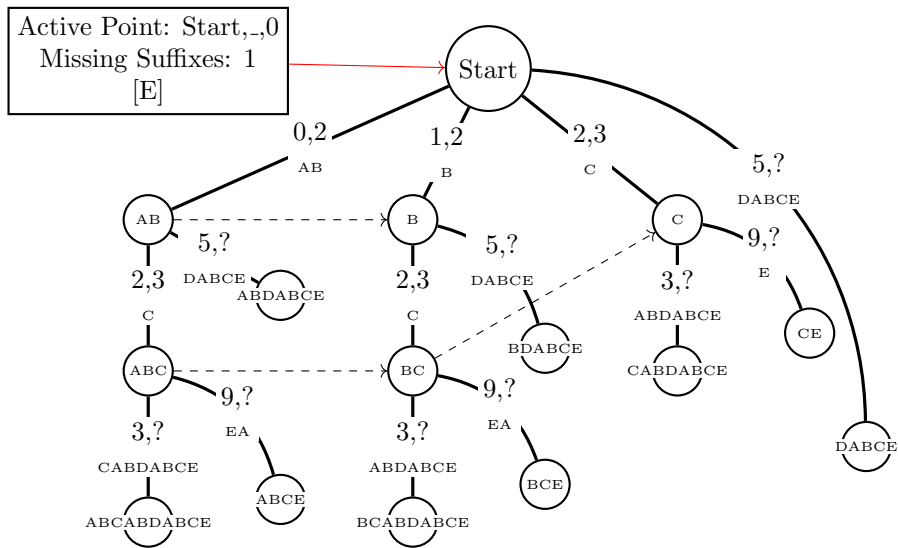 Active Point: Start,_,0
Missing Suffixes: 1
[E]
Start
0,2
AB
1,2
B
2,3
C
5,?
DABCE
AB
B
C
5,?
DABCE
5,?
DABCE
9,?
E
2,3
C
2,3
C
3,?
ABDABCE
ABDABCE
BDABCE
CE
ABC
BC
CABDABCE
9,?
EA
9,?
EA
3,?
CABDABCE
3,?
ABDABCE
DABCE
ABCE
BCE
ABCABDABCE
BCABDABCE